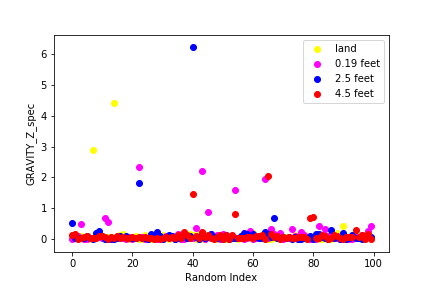 land
0.19 feet
2.5 feet
4.5 feet
6
5
4
3
2
1
0
GRAVITY_Z_spec
0 20 40 60 80 100
Random Index